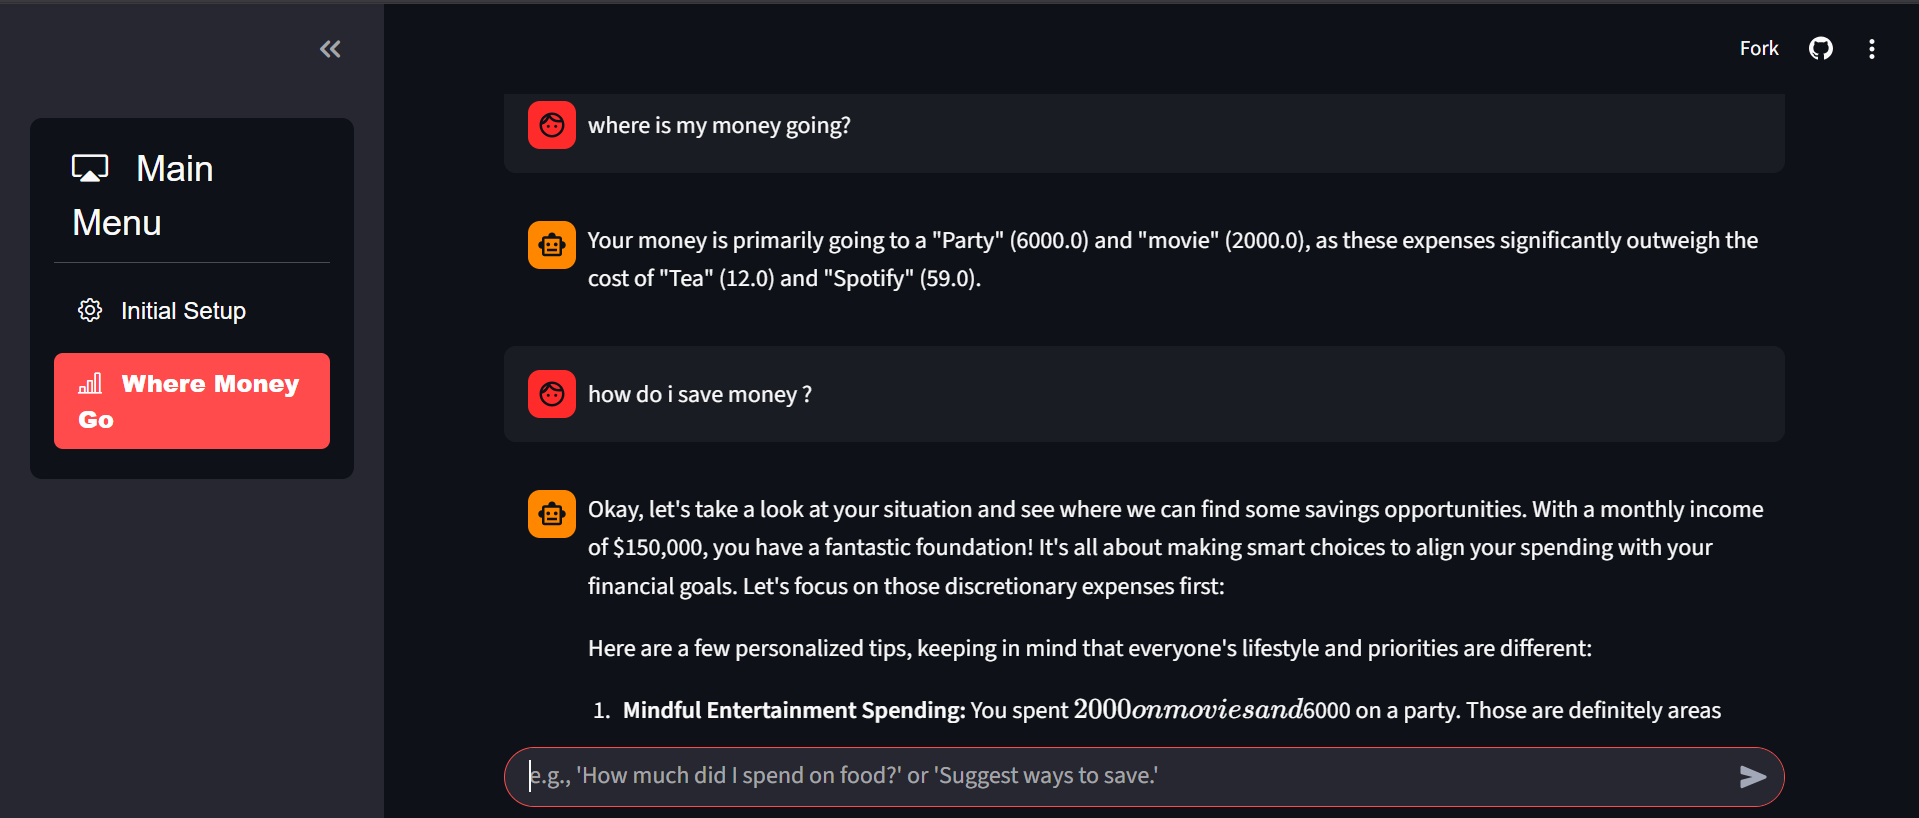 Fork
Main
Menu
Initial Setup
Where Money
Go
where is my money going?
Your money is primarily going to a "Party" (6000.0) and "movie" (2000.0), as these expenses significantly outweigh the
cost of "Tea" (12.0) and "Spotify" (59.0).
how do i save money ?
Okay, let's take a look at your situation and see where we can find some savings opportunities. With a monthly income
of $150,000, you have a fantastic foundation! It's all about making smart choices to align your spending with your
financial goals. Let's focus on those discretionary expenses first:
Here are a few personalized tips, keeping in mind that everyone's lifestyle and priorities are different:
1. Mindful Entertainment Spending: You spent 2000onmoviesand6000 on a party. Those are definitely areas
e.g., 'How much did I spend on food?' or 'Suggest ways to save.'